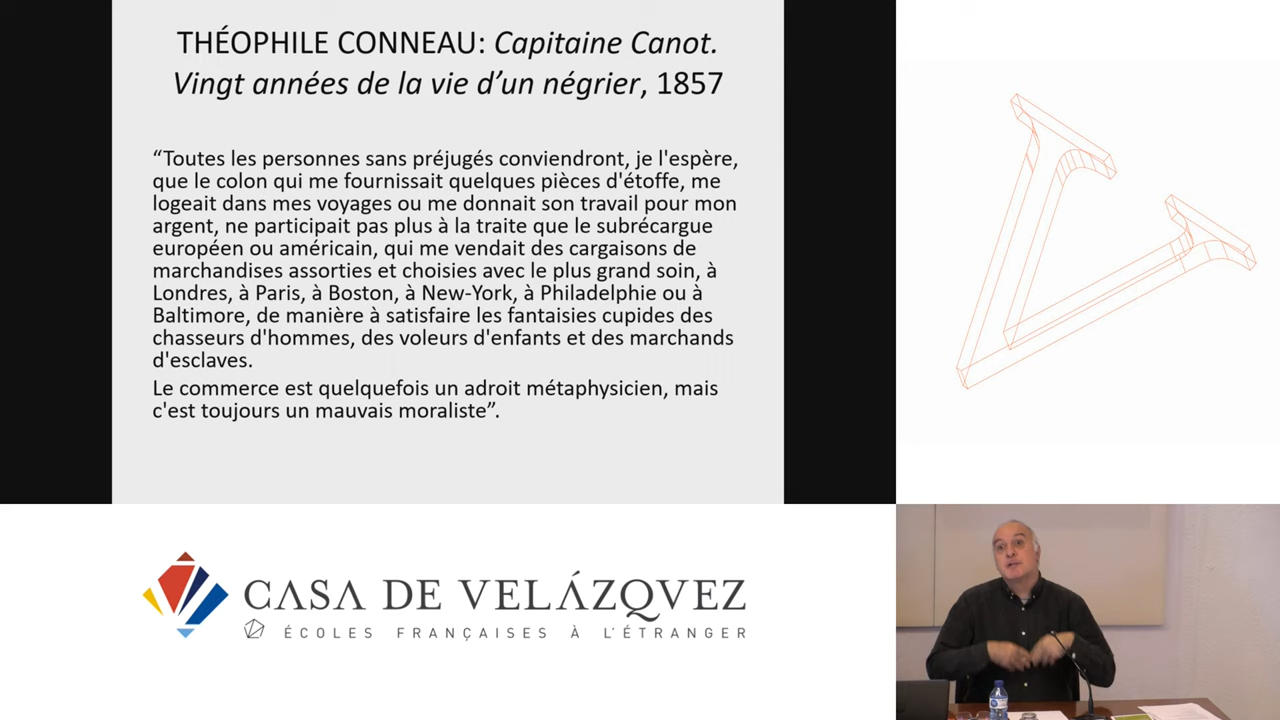 THÉOPHILE CONNEAU: Capitaine Canot.
Vingt années de la vie d’un négrier, 1857
“Toutes les personnes sans préjugés conviendront, je l'espère,
que le colon qui me fournissait quelques pièces d'étoffe, me
logeait dans mes voyages ou me donnait son travail pour mon
argent, ne participait pas plus à la traite que le subrécargue
européen ou américain, qui me vendait des cargaisons de
marchandises assorties et choisies avec le plus grand soin, à
Londres, à Paris, à Boston, à New-York, à Philadelphie ou à
Baltimore, de manière à satisfaire les fantaisies cupides des
chasseurs d'hommes, des voleurs d'enfants et des marchands
d'esclaves.
Le commerce est quelquefois un adroit métaphysicien, mais
c'est toujours un mauvais moraliste”.
CASA DE VELÁZQVEZ
ÉCOLES FRANÇAISES À L'ÉTRANGER